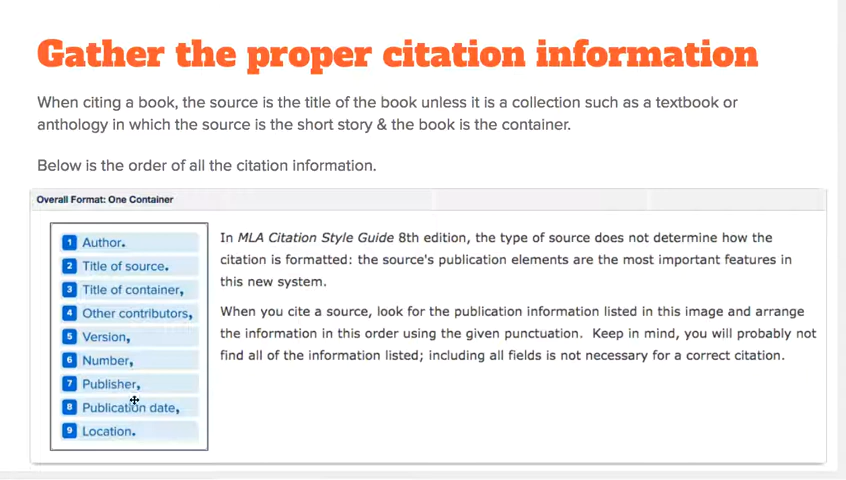 Gather the proper citation information
When citing a book, the source is the title of the book unless it is a collection such as a textbook or
anthology in which the source is the short story & the book is the container.
Below is the order of all the citation information.
Overall Format: One Container
1 Author.
2 Title of source.
3 Title of container,
4 Other contributors,
5 Version,
6 Number,
7 Publisher,
8 Publication date,
9 Location.
In MLA Citation Style Guide 8th edition, the type of source does not determine how the
citation is formatted: the source's publication elements are the most important features in
this new system.
When you cite a source, look for the publication information listed in this image and arrange
the information in this order using the given punctuation. Keep in mind, you will probably not
find all of the information listed; including all fields is not necessary for a correct citation.